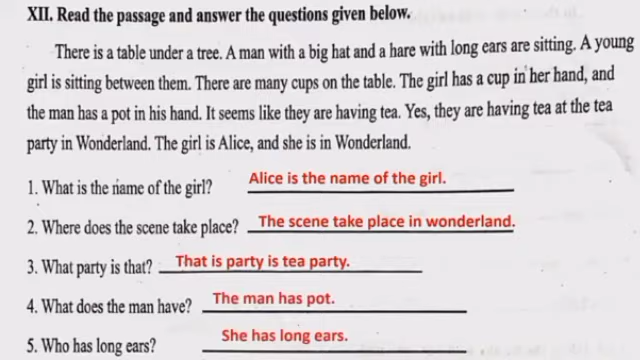 XII. Read the passage and answer the questions given below.
There is a table under a tree. A man with a big hat and a hare with long ears are sitting. A young
girl is sitting between them. There are many cups on the table. The girl has a cup in her hand, and
the man has a pot in his hand. It seems like they are having tea. Yes, they are having tea at the tea
party in Wonderland. The girl is Alice, and she is in Wonderland.
1. What is the name of the girl? Alice is the name of the girl.
2. Where does the scene take place? The scene take place in wonderland.
3. What party is that? That is party is tea party.
4. What does the man have? The man has pot.
5. Who has long ears? She has long ears.